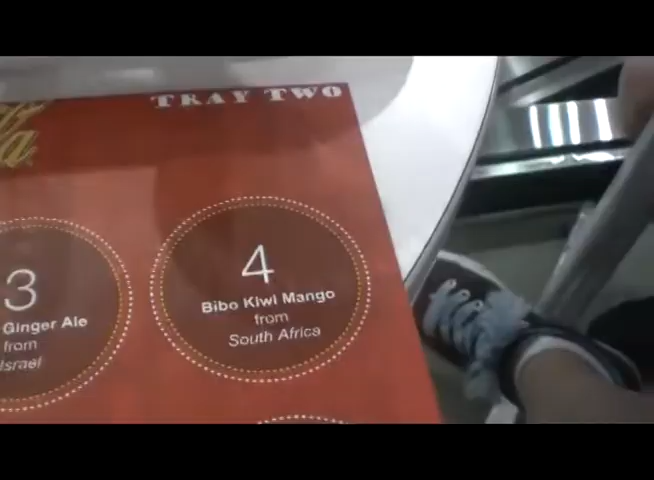 TRAY TWO
3
Ginger Ale
from
Israel
4
Bibo Kiwi Mango
from
South Africa